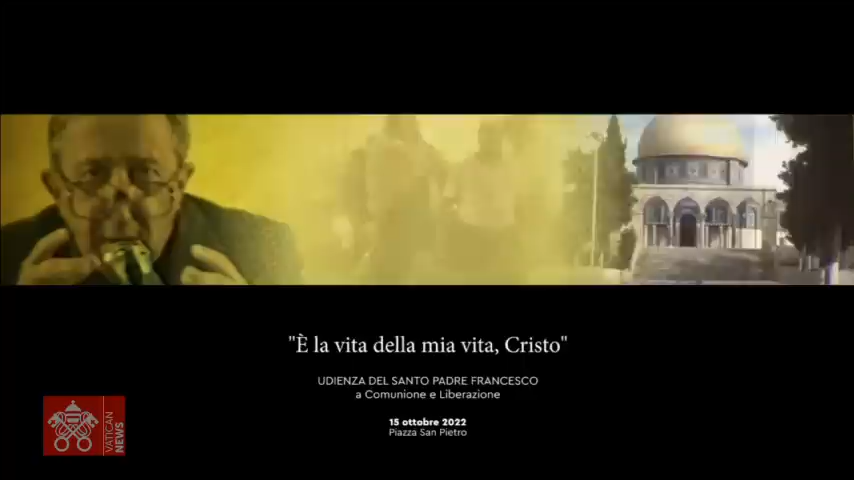 "È la vita della mia vita, Cristo"
UDIENZA DEL SANTO PADRE FRANCESCO
a Comunione e Liberazione
15 ottobre 2022
Piazza San Pietro
VATICAN
NEWS